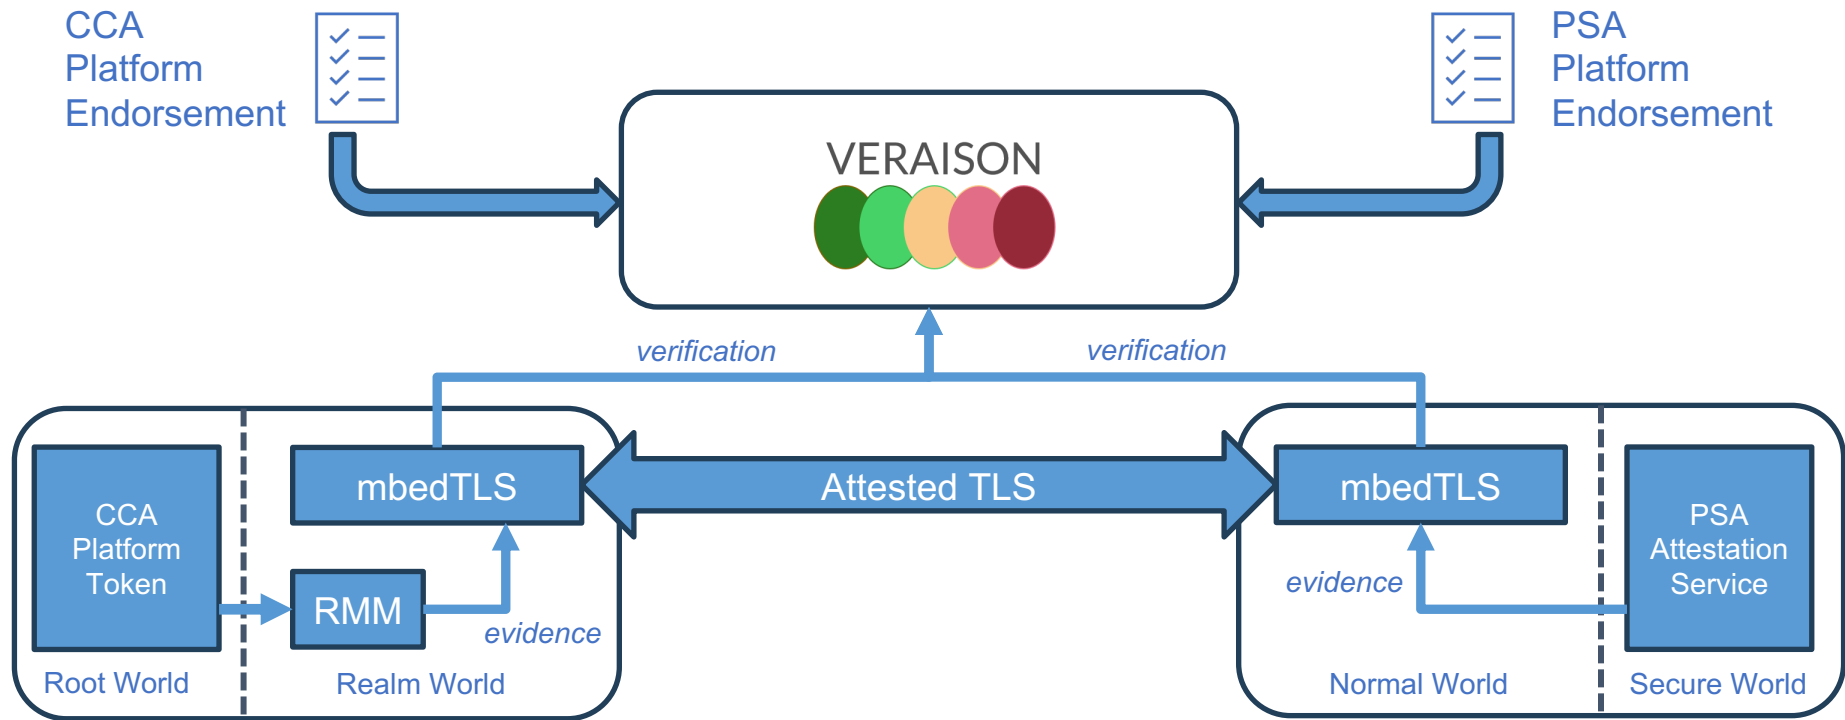 CCA
Platform
Endorsement
PSA
Platform
Endorsement
VERAISON
verification
verification
CCA
Platform
Token
mbedTLS
Attested TLS
mbedTLS
PSA
Attestation
Service
RMM
evidence
evidence
Root World
Realm World
Normal World
Secure World